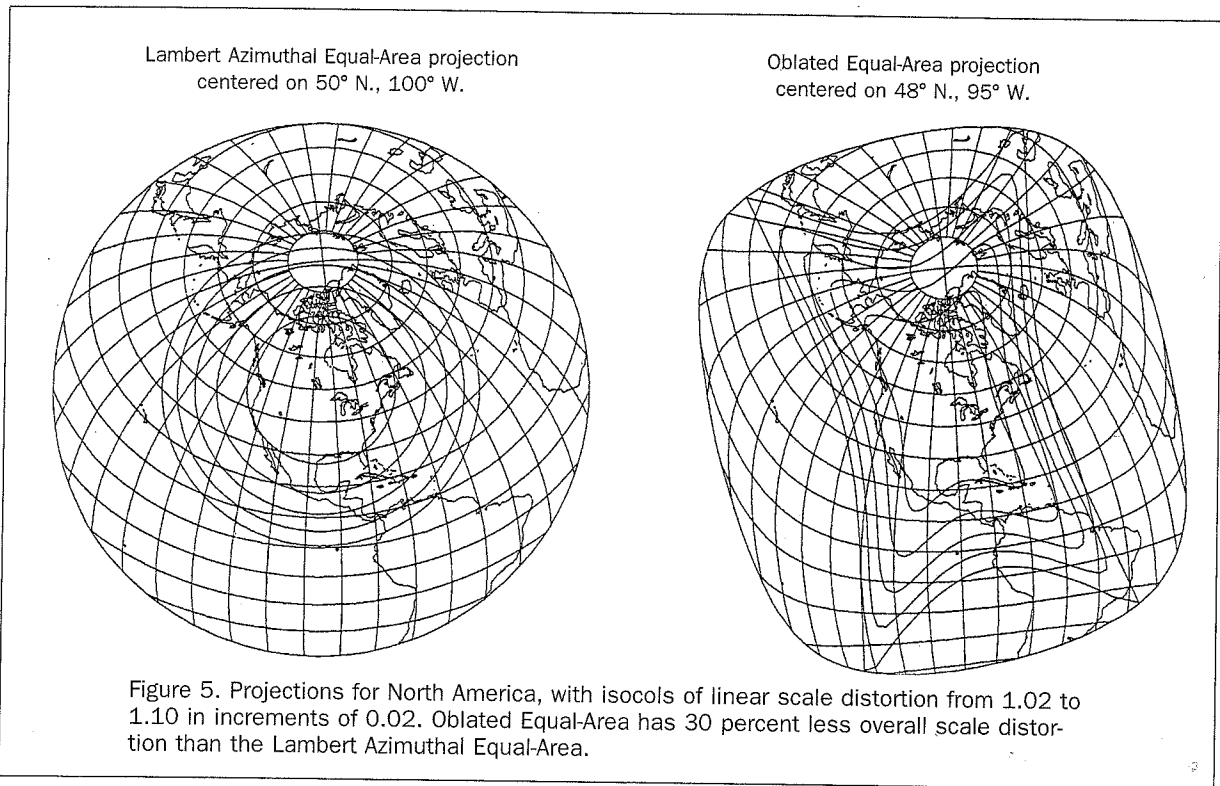 Lambert Azimuthal Equal-Area projection
centered on 50° N., 100° W.
Oblated Equal-Area projection
centered on 48° N., 95° W.
Figure 5. Projections for North America, with isocols of linear scale distortion from 1.02 to
1.10 in increments of 0.02. Oblated Equal-Area has 30 percent less overall scale distor-
tion than the Lambert Azimuthal Equal-Area.